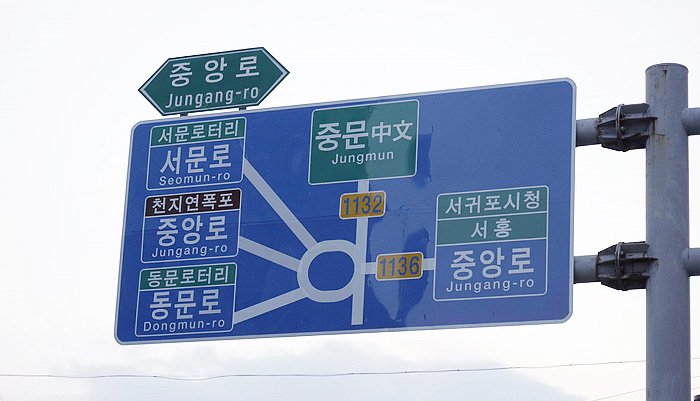 중앙로
Jungang-ro
서문로터리
서문로
Seomun-ro
천지연폭포
중앙로
Jungang-ro
동문로터리
동문로
Dongmun-ro
중문 中文
Jungmun
1132
1136
서귀포시청
서홍
중앙로
Jungang-ro